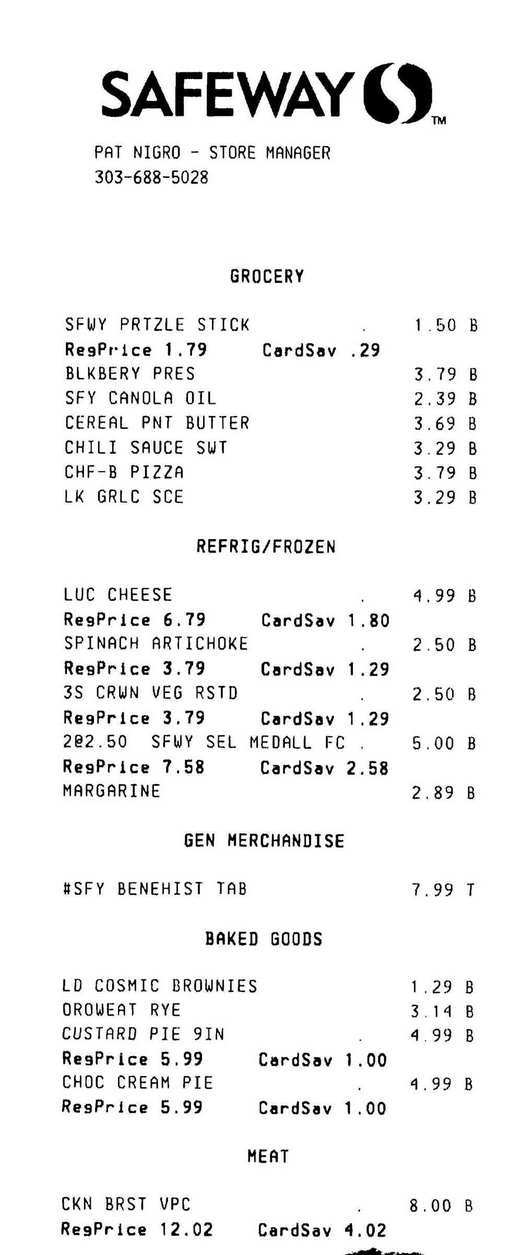 SAFEWAY TM
PAT NIGRO - STORE MANAGER
303-688-5028
GROCERY
SFWY PRTZLE STICK . 1.50 B
RegPrice 1.79 CardSav .29
BLKBERY PRES 3.79 B
SFY CANOLA OIL 2.39 B
CEREAL PNT BUTTER 3.69 B
CHILI SAUCE SWT 3.29 B
CHF-B PIZZA 3.79 B
LK GRLC SCE 3.29 B
REFRIG/FROZEN
LUC CHEESE . 4.99 B
RegPrice 6.79 CardSav 1.80
SPINACH ARTICHOKE . 2.50 B
RegPrice 3.79 CardSav 1.29
3S CRWN VEG RSTD . 2.50 B
RegPrice 3.79 CardSav 1.29
2@2.50 SFWY SEL MEDALL FC . 5.00 B
RegPrice 7.58 CardSav 2.58
MARGARINE 2.89 B
GEN MERCHANDISE
#SFY BENEHIST TAB 7.99 T
BAKED GOODS
LD COSMIC BROWNIES 1.29 B
OROWEAT RYE 3.14 B
CUSTARD PIE 9IN . 4.99 B
RegPrice 5.99 CardSav 1.00
CHOC CREAM PIE . 4.99 B
RegPrice 5.99 CardSav 1.00
MEAT
CKN BRST VPC . 8.00 B
RegPrice 12.02 CardSav 4.02